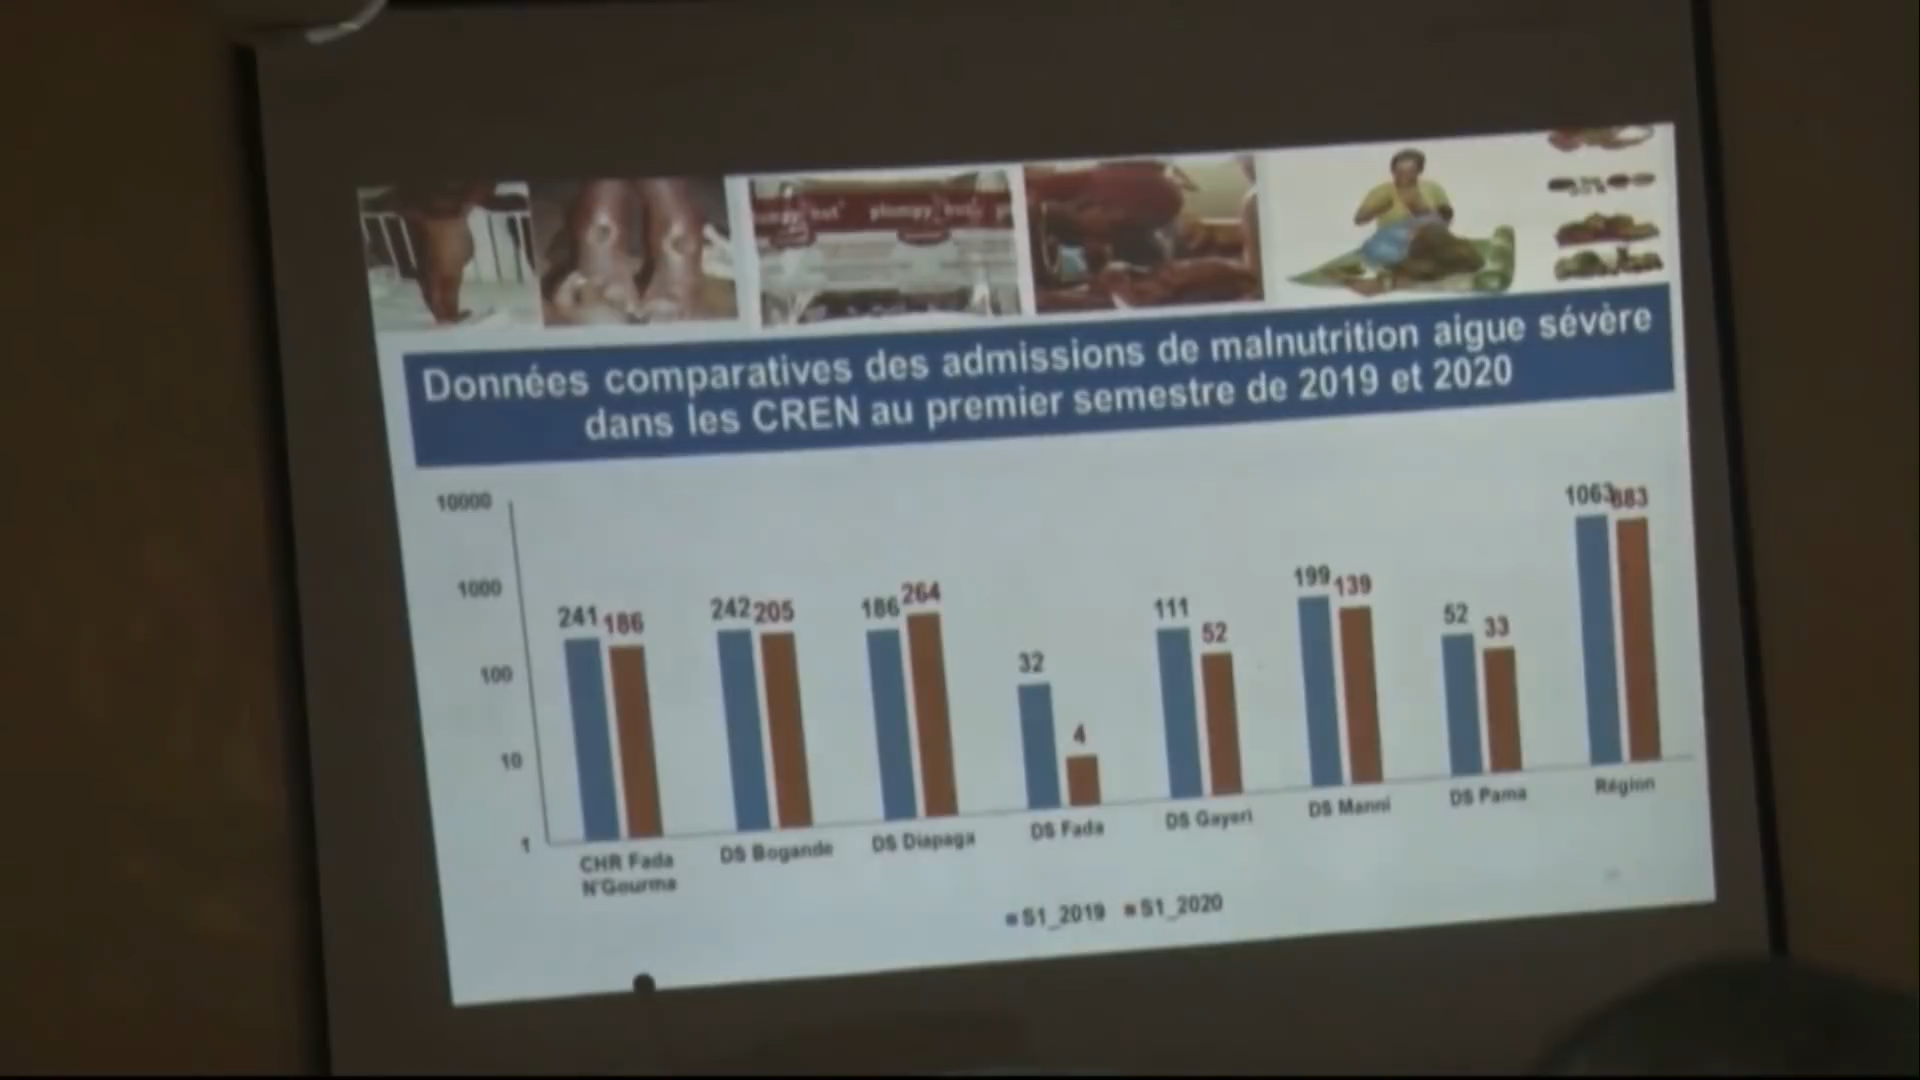 plumpy
Données comparatives des admissions de malnutrition aigue sévère
dans les CREN au premier semestre de 2019 et 2020
10000
1000
100
10
1
241 186
242 205
186 264
32 4
111 52
199 139
52 33
1063 883
CHR Fada
N'Gourma
DS Bogande
DS Diapaga
DS Fada
DS Gayeri
DS Manni
DS Pama
Région
S1_2019 S1_2020